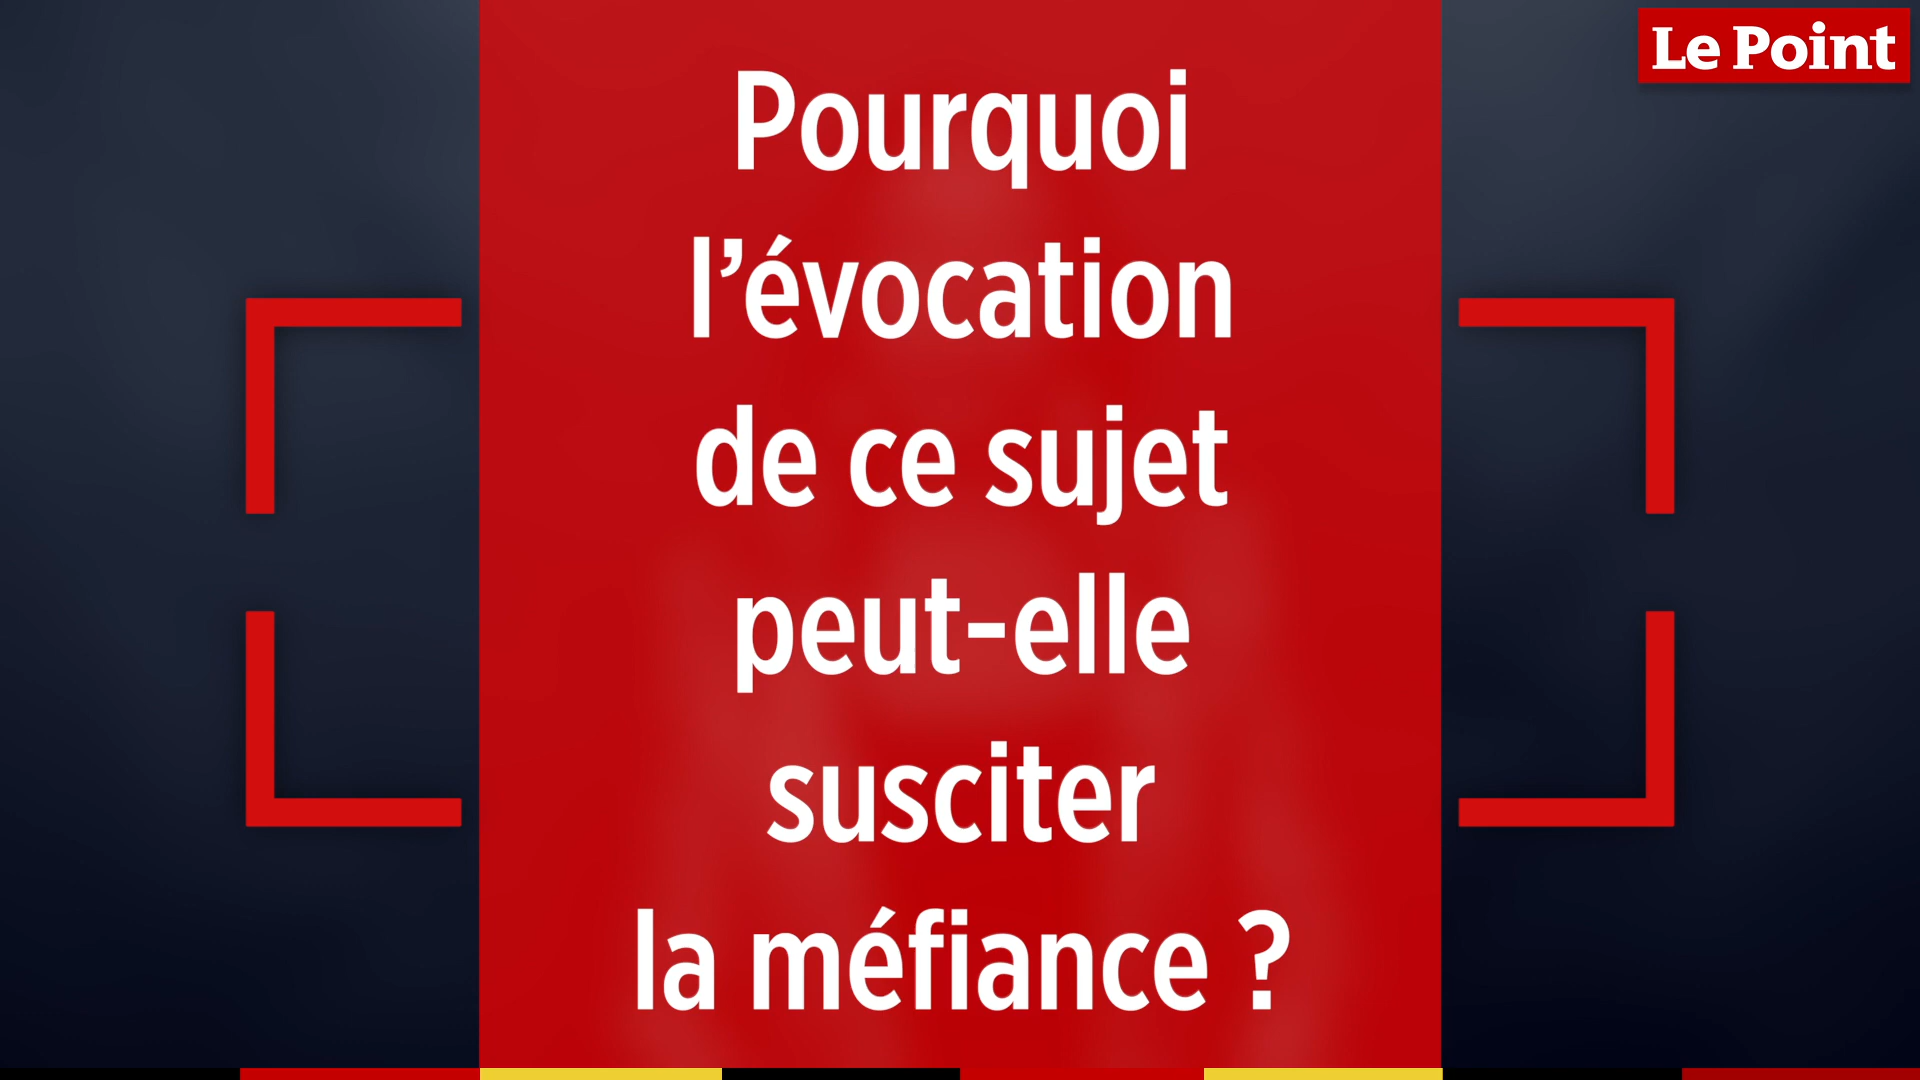 Le Point
Pourquoi
l’évocation
de ce sujet
peut-elle
susciter
la méfiance ?